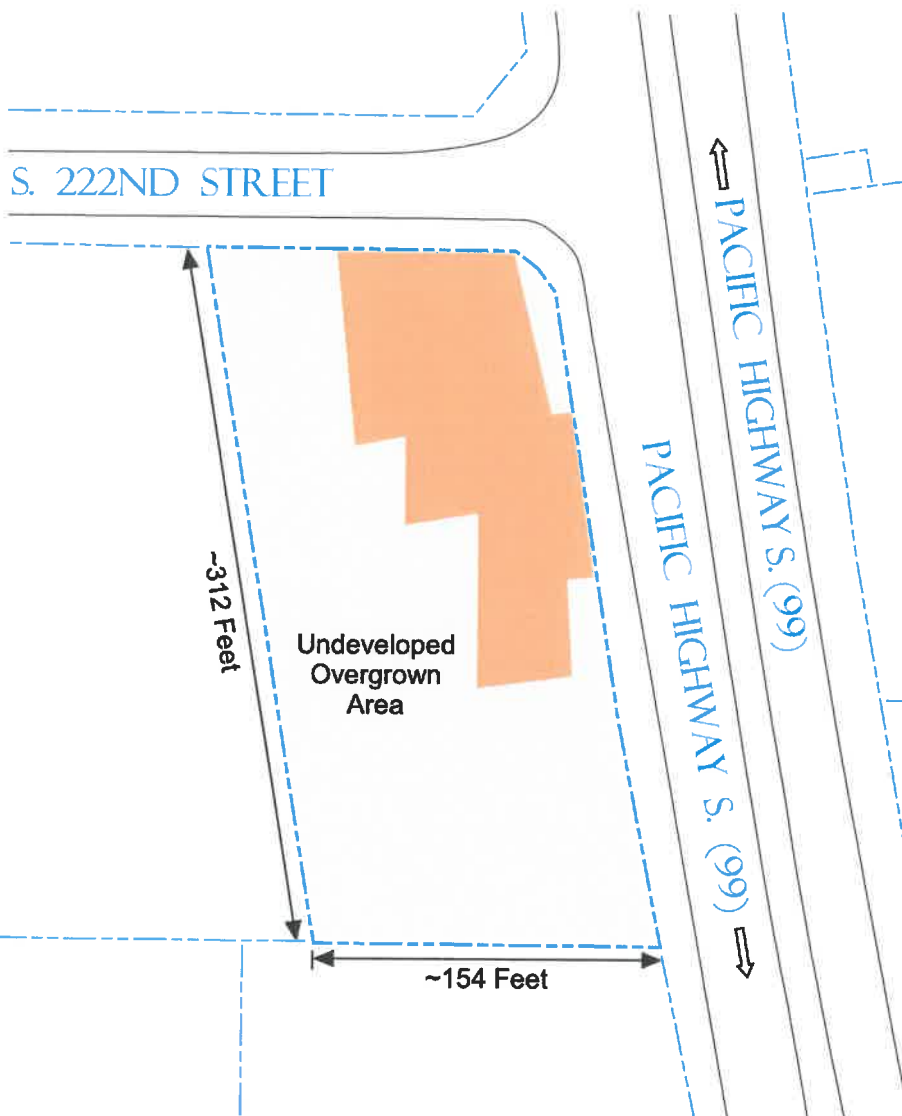 S. 222ND STREET
PACIFIC HIGHWAY S. (99)
PACIFIC HIGHWAY S. (99)
~312 Feet
Undeveloped
Overgrown
Area
~154 Feet